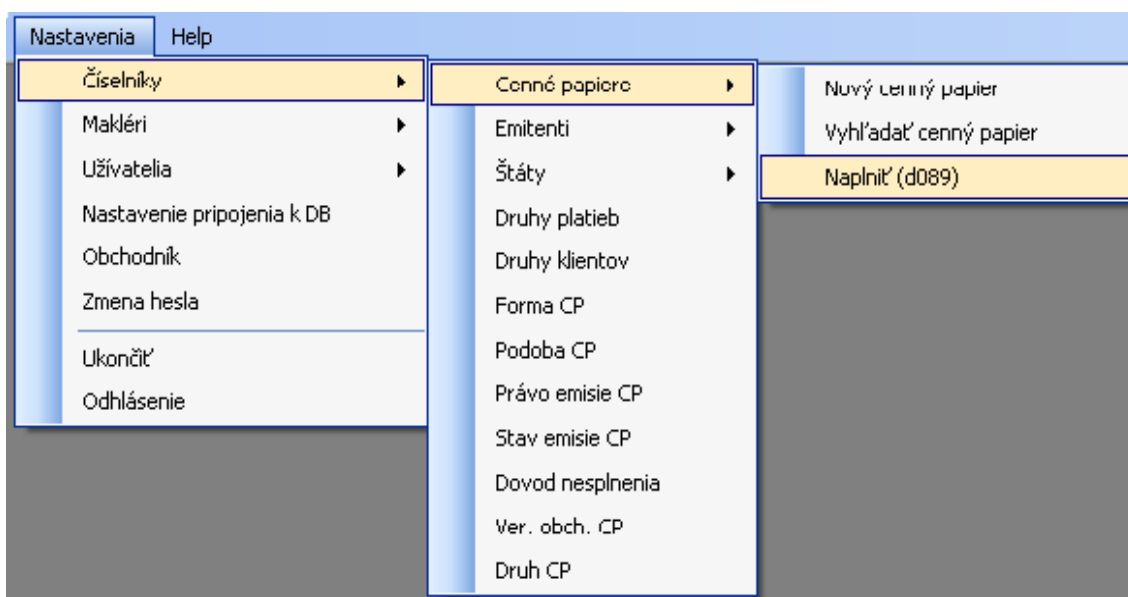 Nastavenia Help
Číselníky
Makléri
Užívatelia
Nastavenie pripojenia k DB
Obchodník
Zmena hesla
Ukončiť
Odhlásenie
Cenné papiere
Emitenti
Štáty
Druhy platieb
Druhy klientov
Forma CP
Podoba CP
Právo emisie CP
Stav emisie CP
Dovod nesplnenia
Ver. obch. CP
Druh CP
Nový cenný papier
Vyhľadať cenný papier
Naplniť (d089)